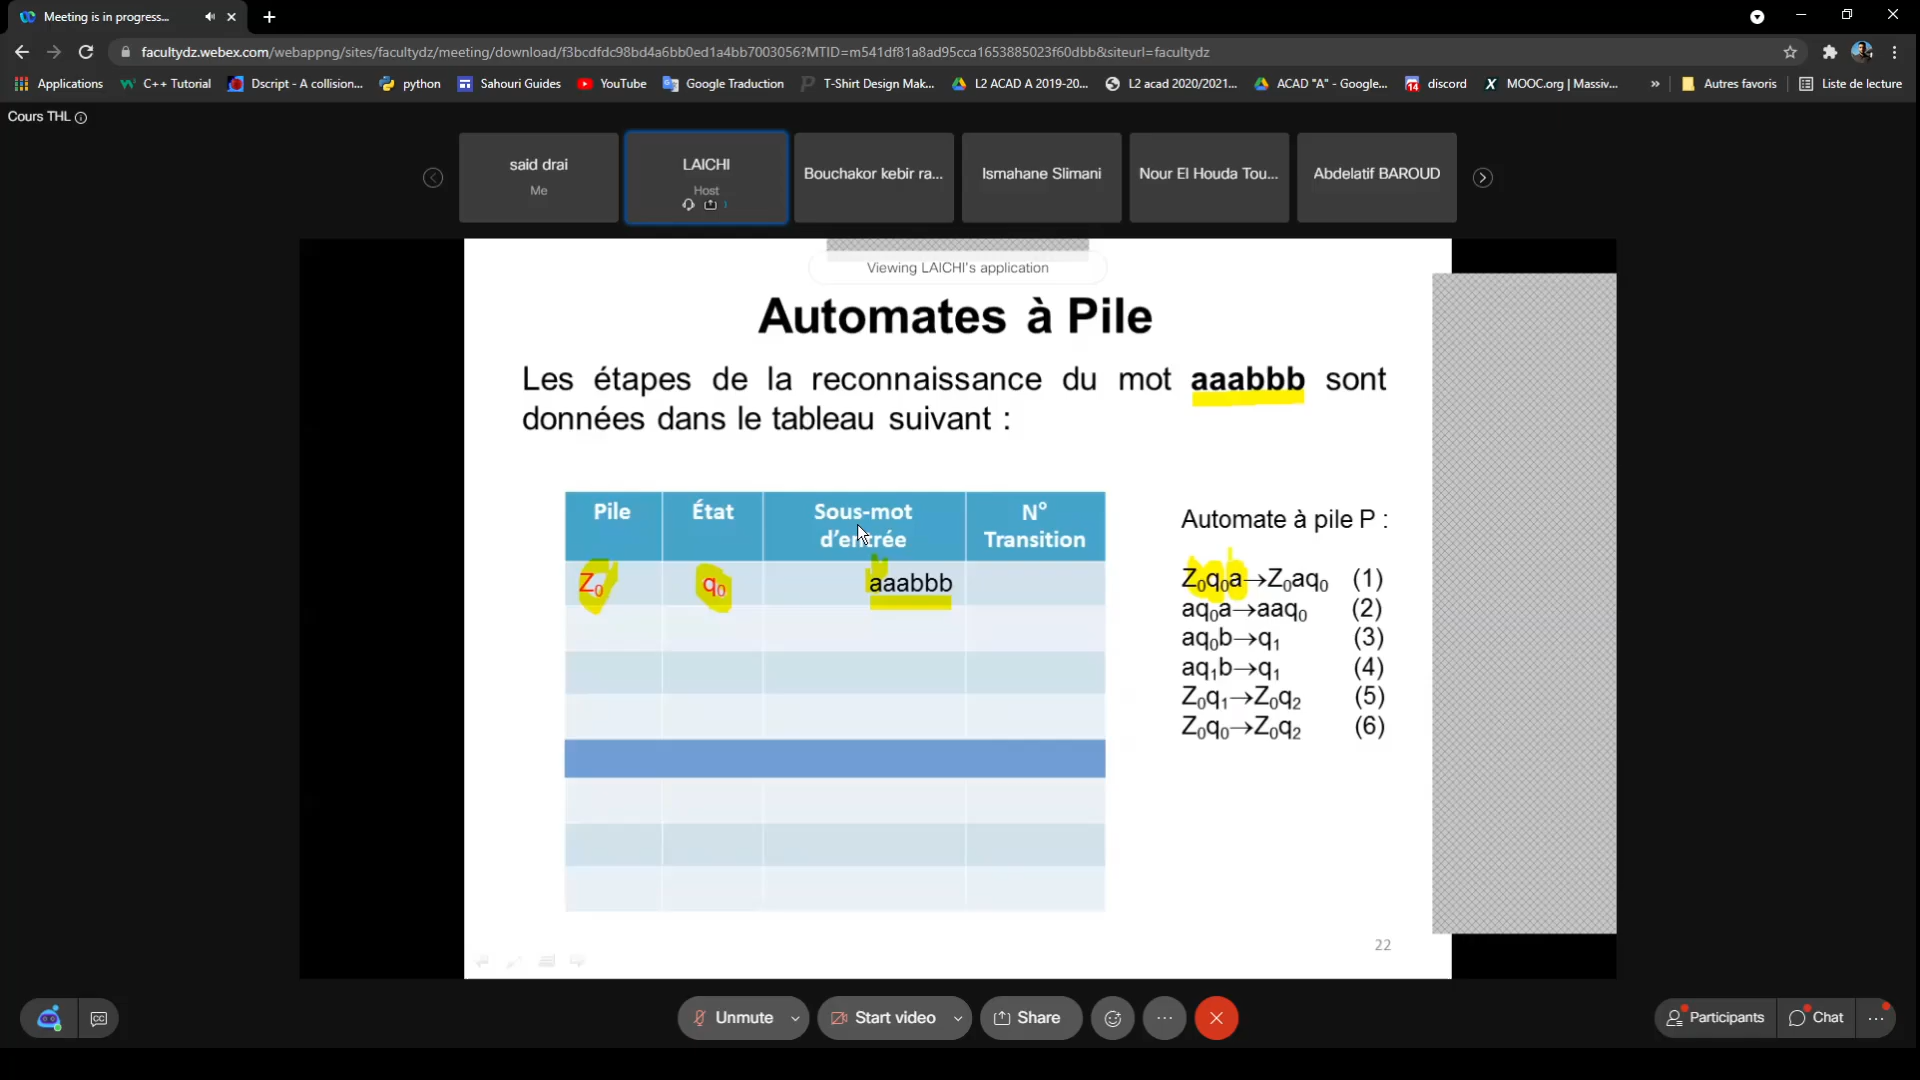 Meeting is in progress...
facultydz.webex.com/webappng/sites/facultydz/meeting/download/f3bcdfdc98bd4a6bb0ed1a4bb7003056?MTID=m541df81a8ad95cca1653885023f60dbb&siteurl=facultydz
Applications C++ Tutorial Dscript - A collision... python Sahouri Guides YouTube Google Traduction T-Shirt Design Mak... L2 ACAD A 2019-20... L2 acad 2020/2021... ACAD "A" - Google... discord MOOC.org | Massiv... » Autres favoris Liste de lecture
Cours THL
said drai
Me
LAICHI
Host
Bouchakor kebir ra...
Ismahane Slimani
Nour El Houda Tou...
Abdelatif BAROUD
Viewing LAICHI's application
Automates à Pile
Les étapes de la reconnaissance du mot aaabbb sont
données dans le tableau suivant :
Pile État Sous-mot d'entrée N° Transition
Z₀ q₀ aaabbb
Automate à pile P :
Z₀q₀a→Z₀aq₀ (1)
aq₀a→aaq₀ (2)
aq₀b→q₁ (3)
aq₁b→q₁ (4)
Z₀q₁→Z₀q₂ (5)
Z₀q₀→Z₀q₂ (6)
22
Unmute Start video Share
Participants Chat